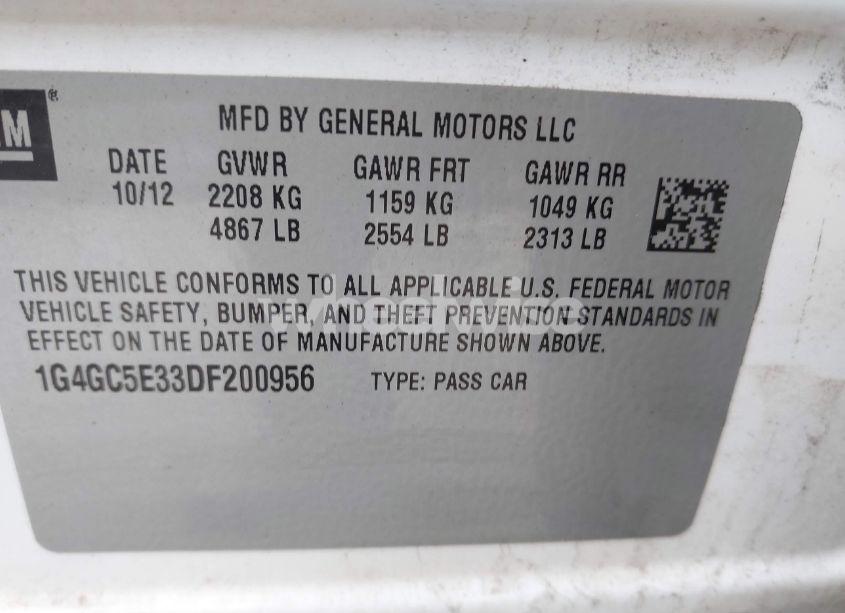 GM®
MFD BY GENERAL MOTORS LLC
DATE GVWR GAWR FRT GAWR RR
10/12 2208 KG 1159 KG 1049 KG
4867 LB 2554 LB 2313 LB
THIS VEHICLE CONFORMS TO ALL APPLICABLE U.S. FEDERAL MOTOR
VEHICLE SAFETY, BUMPER, AND THEFT PREVENTION STANDARDS IN
EFFECT ON THE DATE OF MANUFACTURE SHOWN ABOVE.
1G4GC5E33DF200956 TYPE: PASS CAR
wheelwise